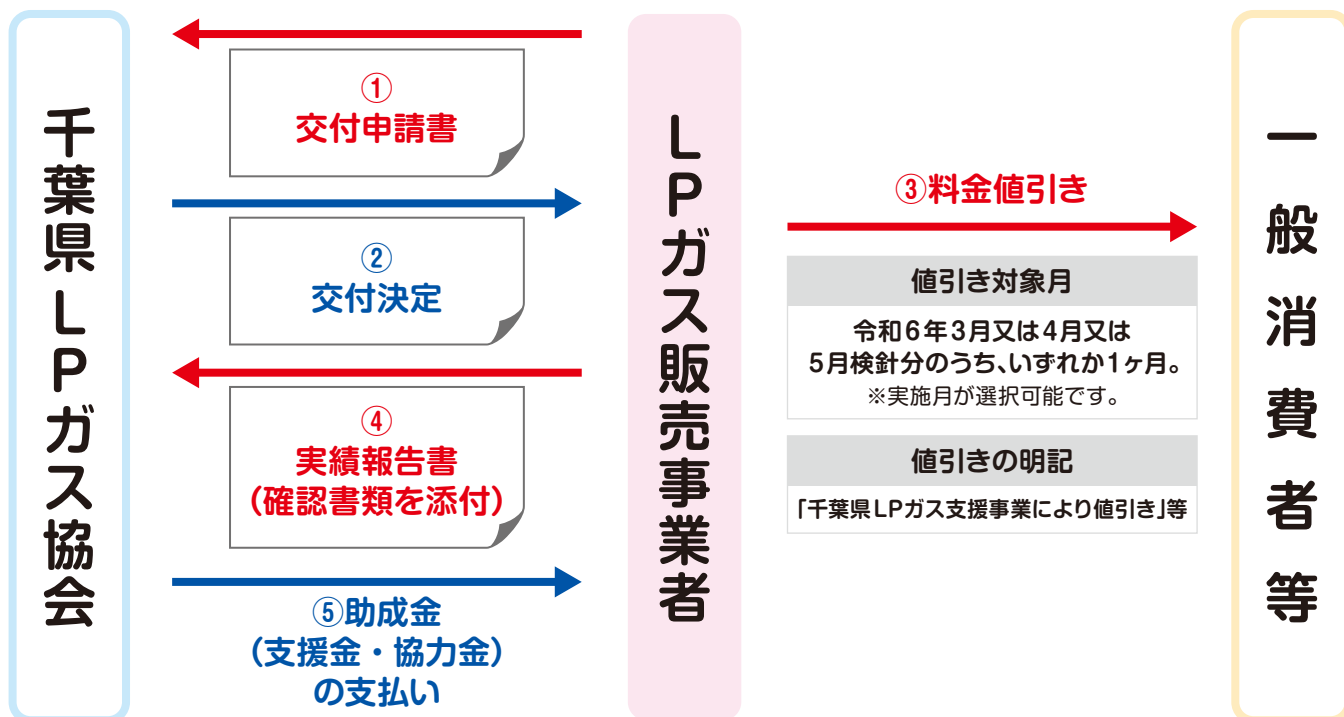 千葉県LPガス協会
①
交付申請書
②
交付決定
④
実績報告書
（確認書類を添付）
⑤助成金
（支援金・協力金）
の支払い
LPガス販売事業者
③料金値引き
値引き対象月
令和6年3月又は4月又は
5月検針分のうち、いずれか1ヶ月。
※実施月が選択可能です。
値引きの明記
「千葉県LPガス支援事業により値引き」等
一般消費者等